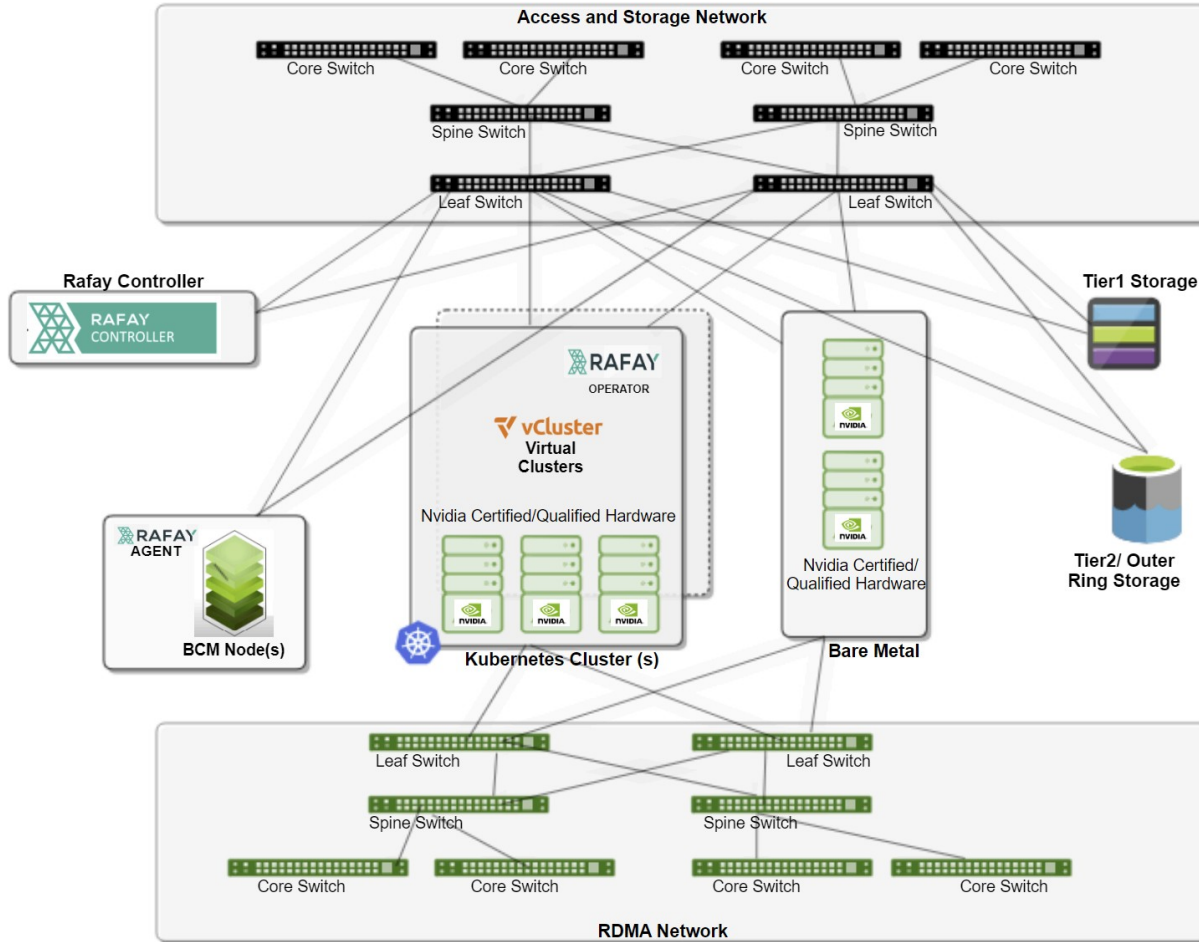 Access and Storage Network
Core Switch
Core Switch
Core Switch
Core Switch
Spine Switch
Spine Switch
Leaf Switch
Leaf Switch
Rafay Controller
RAFAY
CONTROLLER
Tier1 Storage
RAFAY
OPERATOR
vCluster
Virtual
Clusters
Nvidia Certified/Qualified Hardware
NVIDIA
NVIDIA
NVIDIA
Kubernetes Cluster (s)
NVIDIA
NVIDIA
Nvidia Certified/
Qualified Hardware
Bare Metal
Tier2/ Outer
Ring Storage
RAFAY
AGENT
BCM Node(s)
Leaf Switch
Leaf Switch
Spine Switch
Spine Switch
Core Switch
Core Switch
Core Switch
Core Switch
RDMA Network